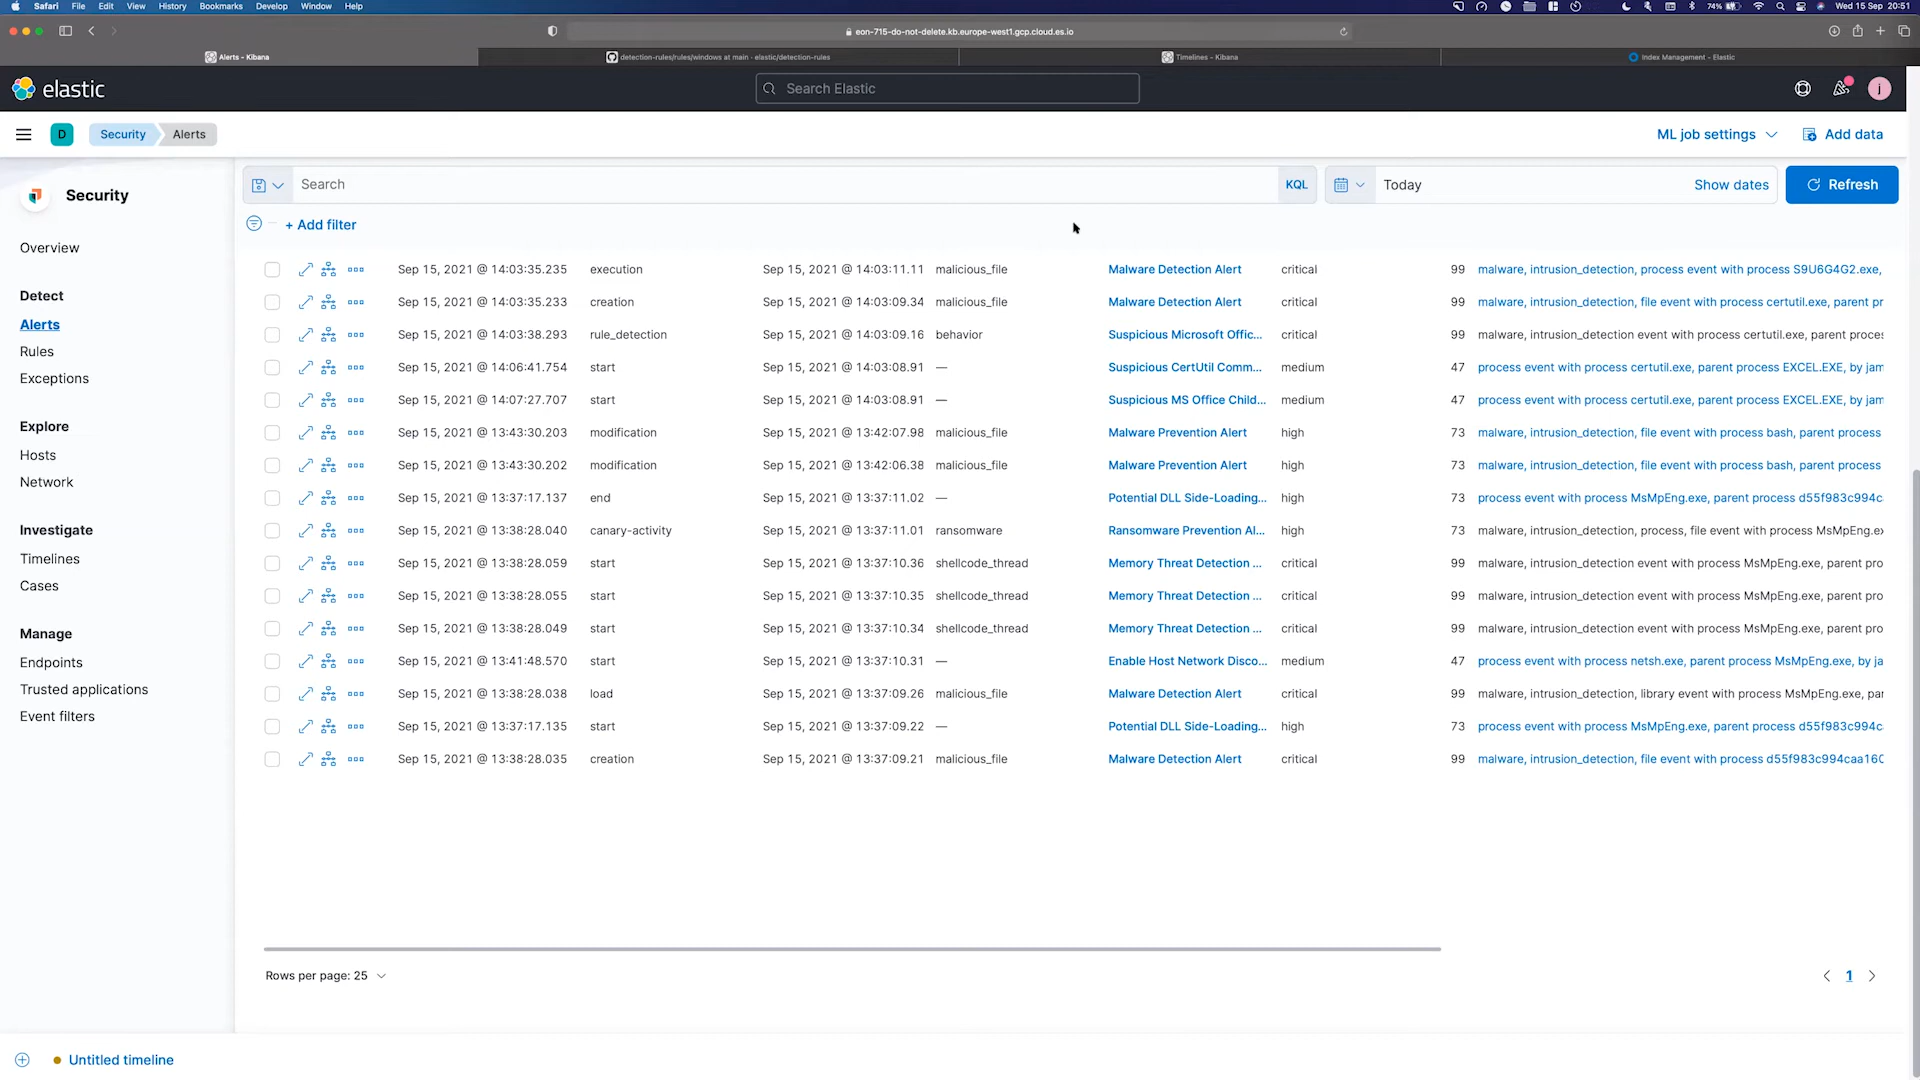 Safari File Edit View History Bookmarks Develop Window Help 74% Wed 15 Sep 20:51
eon-715-do-not-delete.kb.europe-west1.gcp.cloud.es.io
Alerts - Kibana detection-rules/rules/windows at main · elastic/detection-rules Timelines - Kibana Index Management - Elastic
elastic Search Elastic j
D Security Alerts ML job settings Add data
Security
Overview
Detect
Alerts
Rules
Exceptions
Explore
Hosts
Network
Investigate
Timelines
Cases
Manage
Endpoints
Trusted applications
Event filters
Search KQL Today Show dates Refresh
+ Add filter
Sep 15, 2021 @ 14:03:35.235 execution Sep 15, 2021 @ 14:03:11.11 malicious_file Malware Detection Alert critical 99 malware, intrusion_detection, process event with process S9U6G4G2.exe,
Sep 15, 2021 @ 14:03:35.233 creation Sep 15, 2021 @ 14:03:09.34 malicious_file Malware Detection Alert critical 99 malware, intrusion_detection, file event with process certutil.exe, parent pr
Sep 15, 2021 @ 14:03:38.293 rule_detection Sep 15, 2021 @ 14:03:09.16 behavior Suspicious Microsoft Offic... critical 99 malware, intrusion_detection event with process certutil.exe, parent proces
Sep 15, 2021 @ 14:06:41.754 start Sep 15, 2021 @ 14:03:08.91 — Suspicious CertUtil Comm... medium 47 process event with process certutil.exe, parent process EXCEL.EXE, by jam
Sep 15, 2021 @ 14:07:27.707 start Sep 15, 2021 @ 14:03:08.91 — Suspicious MS Office Child... medium 47 process event with process certutil.exe, parent process EXCEL.EXE, by jam
Sep 15, 2021 @ 13:43:30.203 modification Sep 15, 2021 @ 13:42:07.98 malicious_file Malware Prevention Alert high 73 malware, intrusion_detection, file event with process bash, parent process
Sep 15, 2021 @ 13:43:30.202 modification Sep 15, 2021 @ 13:42:06.38 malicious_file Malware Prevention Alert high 73 malware, intrusion_detection, file event with process bash, parent process
Sep 15, 2021 @ 13:37:17.137 end Sep 15, 2021 @ 13:37:11.02 — Potential DLL Side-Loading... high 73 process event with process MsMpEng.exe, parent process d55f983c994c
Sep 15, 2021 @ 13:38:28.040 canary-activity Sep 15, 2021 @ 13:37:11.01 ransomware Ransomware Prevention Al... high 73 malware, intrusion_detection, process, file event with process MsMpEng.ex
Sep 15, 2021 @ 13:38:28.059 start Sep 15, 2021 @ 13:37:10.36 shellcode_thread Memory Threat Detection ... critical 99 malware, intrusion_detection event with process MsMpEng.exe, parent pro
Sep 15, 2021 @ 13:38:28.055 start Sep 15, 2021 @ 13:37:10.35 shellcode_thread Memory Threat Detection ... critical 99 malware, intrusion_detection event with process MsMpEng.exe, parent pro
Sep 15, 2021 @ 13:38:28.049 start Sep 15, 2021 @ 13:37:10.34 shellcode_thread Memory Threat Detection ... critical 99 malware, intrusion_detection event with process MsMpEng.exe, parent pro
Sep 15, 2021 @ 13:41:48.570 start Sep 15, 2021 @ 13:37:10.31 — Enable Host Network Disco... medium 47 process event with process netsh.exe, parent process MsMpEng.exe, by ja
Sep 15, 2021 @ 13:38:28.038 load Sep 15, 2021 @ 13:37:09.26 malicious_file Malware Detection Alert critical 99 malware, intrusion_detection, library event with process MsMpEng.exe, par
Sep 15, 2021 @ 13:37:17.135 start Sep 15, 2021 @ 13:37:09.22 — Potential DLL Side-Loading... high 73 process event with process MsMpEng.exe, parent process d55f983c994c
Sep 15, 2021 @ 13:38:28.035 creation Sep 15, 2021 @ 13:37:09.21 malicious_file Malware Detection Alert critical 99 malware, intrusion_detection, file event with process d55f983c994caa160
Rows per page: 25 1
Untitled timeline